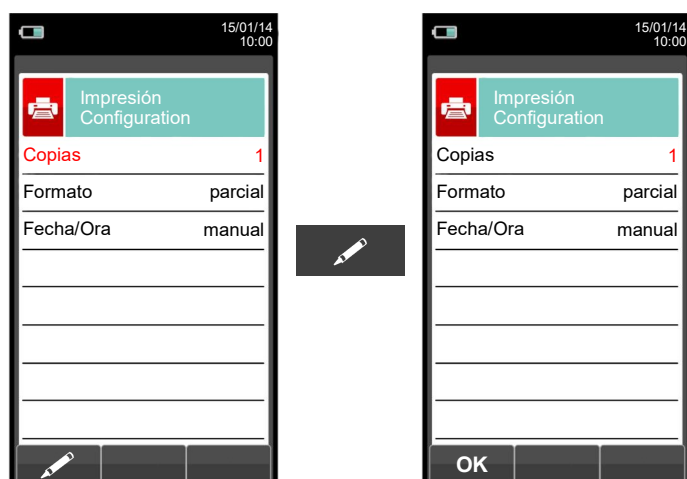 15/01/14
10:00
Impresión
Configuration
Copias 1
Formato parcial
Fecha/Ora manual
15/01/14
10:00
Impresión
Configuration
Copias 1
Formato parcial
Fecha/Ora manual
OK